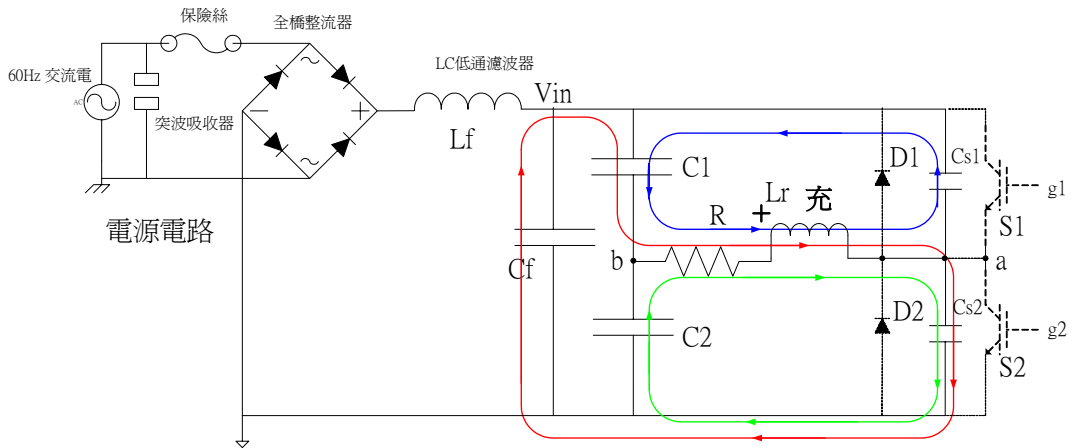 保險絲
全橋整流器
LC低通濾波器
60Hz 交流電
AC
突波吸收器
電源電路
Vin
Lf
Cf
C1
C2
b
R
+
Lr
充
D1
D2
Cs1
Cs2
a
g1
S1
g2
S2